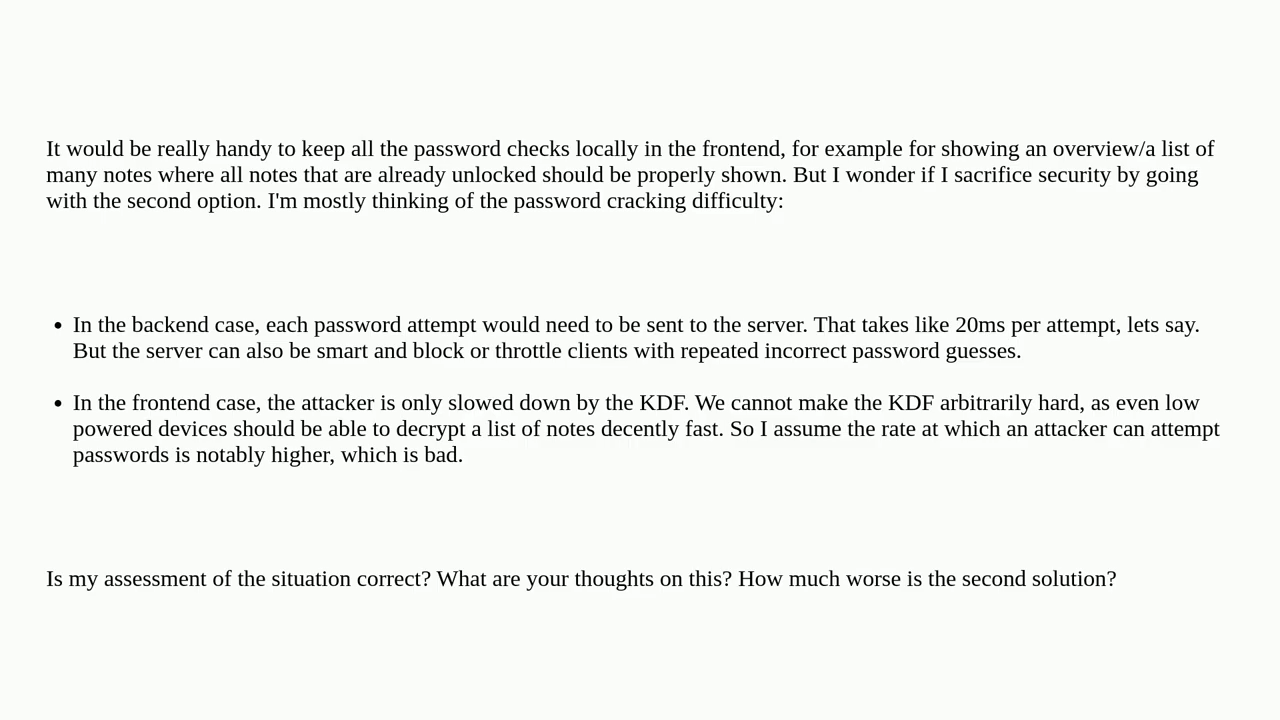 It would be really handy to keep all the password checks locally in the frontend, for example for showing an overview/a list of
many notes where all notes that are already unlocked should be properly shown. But I wonder if I sacrifice security by going
with the second option. I'm mostly thinking of the password cracking difficulty:
• In the backend case, each password attempt would need to be sent to the server. That takes like 20ms per attempt, lets say.
But the server can also be smart and block or throttle clients with repeated incorrect password guesses.
• In the frontend case, the attacker is only slowed down by the KDF. We cannot make the KDF arbitrarily hard, as even low
powered devices should be able to decrypt a list of notes decently fast. So I assume the rate at which an attacker can attempt
passwords is notably higher, which is bad.
Is my assessment of the situation correct? What are your thoughts on this? How much worse is the second solution?